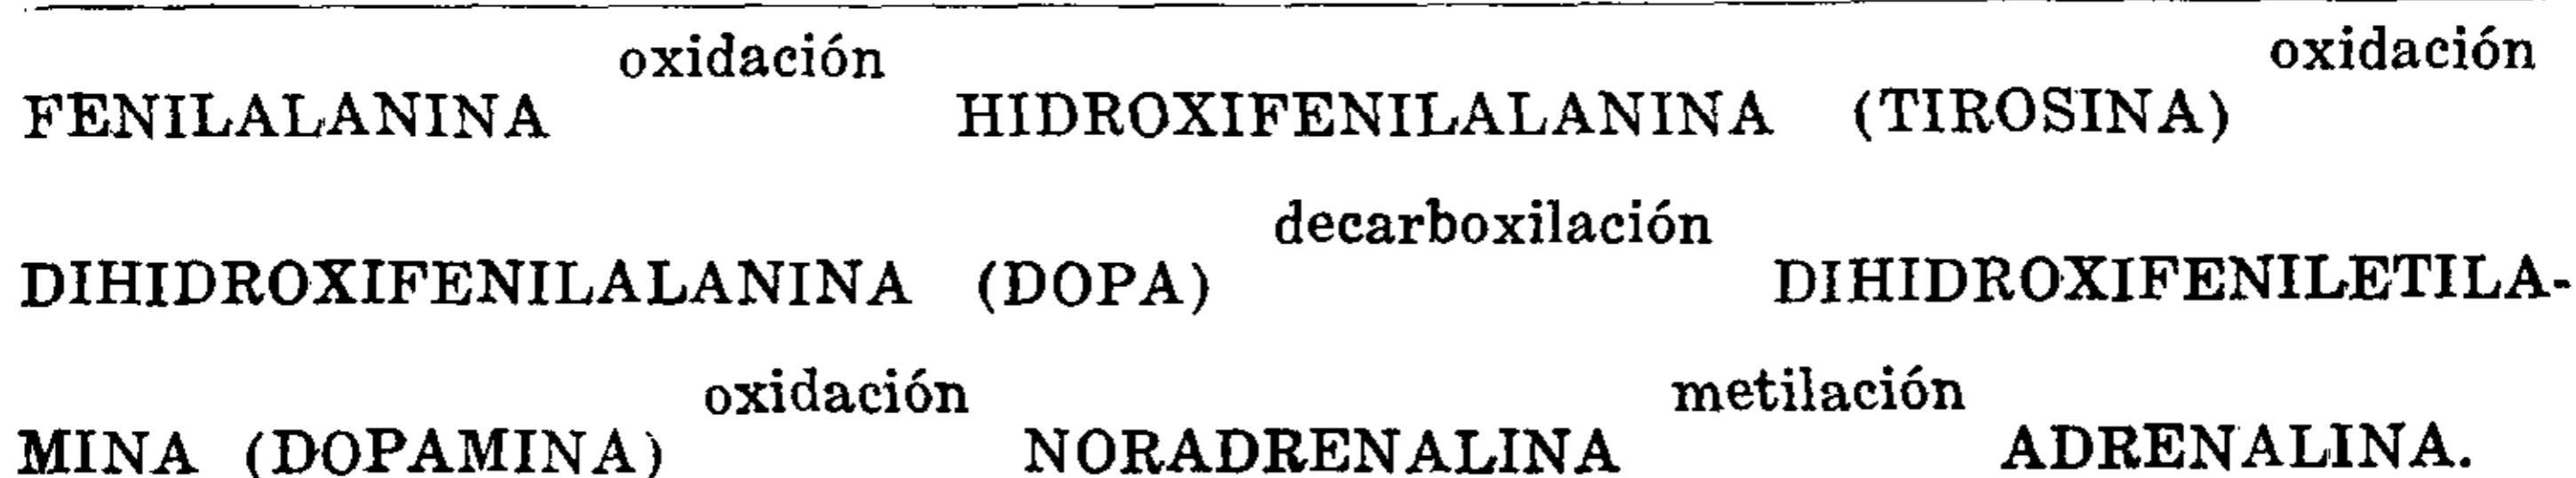 oxidación oxidación
FENILALANINA HIDROXIFENILALANINA (TIROSINA)
decarboxilación
DIHIDROXIFENILALANINA (DOPA) DIHIDROXIFENILETILA-
oxidación metilación
MINA (DOPAMINA) NORADRENALINA ADRENALINA.